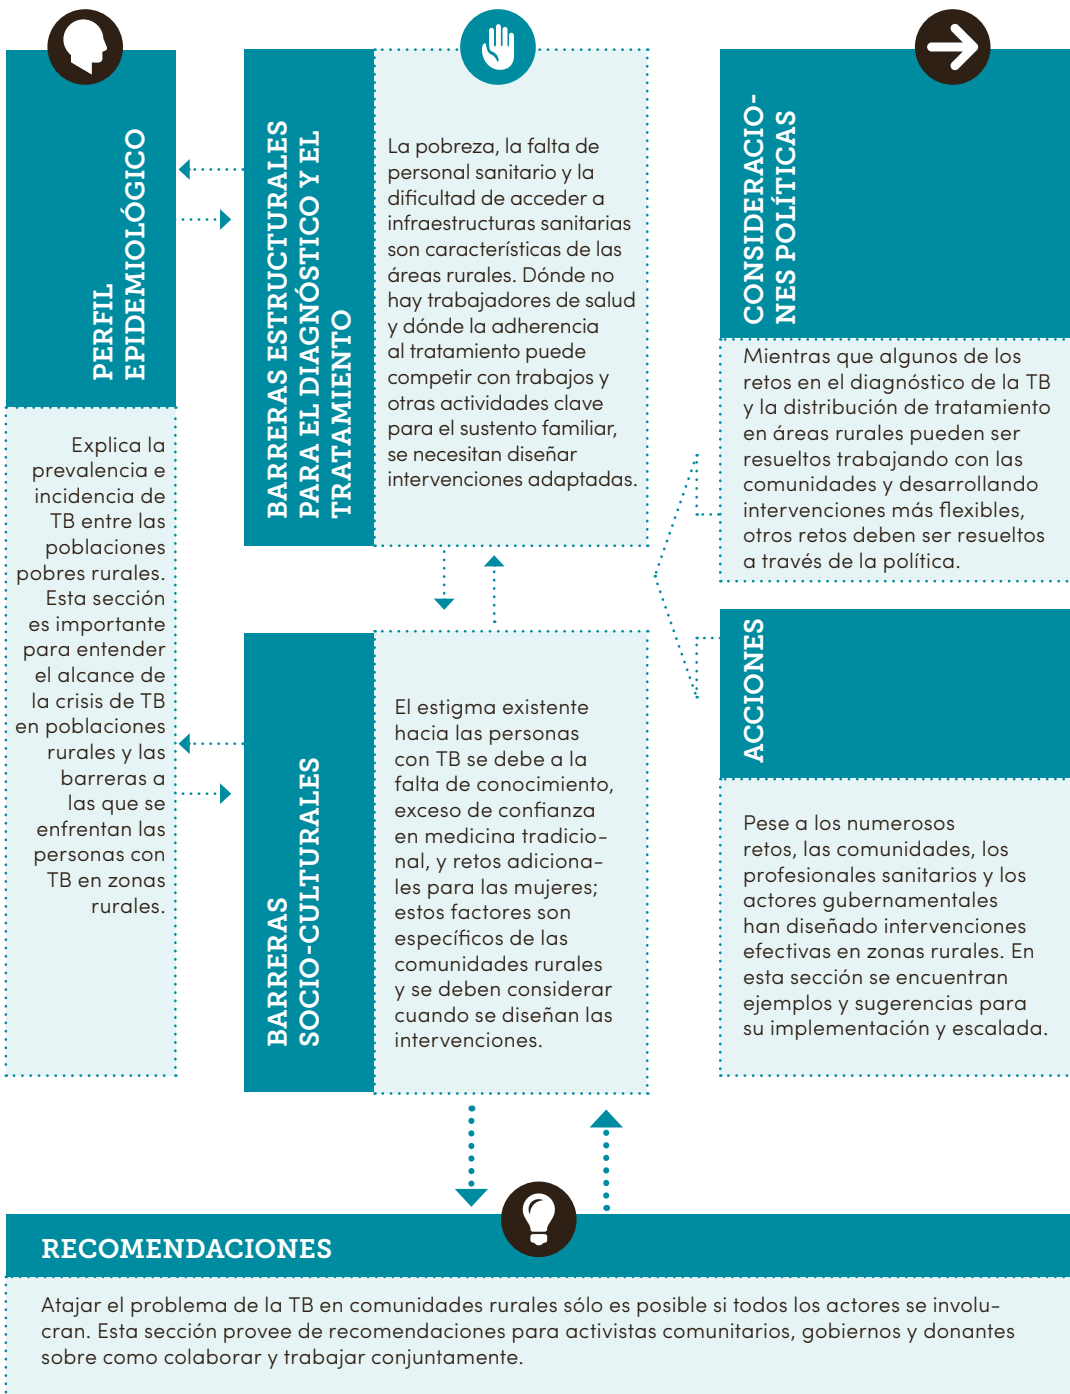 PERFIL
EPIDEMIOLÓGICO
Explica la
prevalencia e
incidencia de
TB entre las
poblaciones
pobres rurales.
Esta sección
es importante
para entender
el alcance de
la crisis de TB
en poblaciones
rurales y las
barreras a
las que se
enfrentan las
personas con
TB en zonas
rurales.
BARRERAS ESTRUCTURALES
PARA EL DIAGNÓSTICO Y EL
TRATAMIENTO
La pobreza, la falta de
personal sanitario y la
dificultad de acceder a
infraestructuras sanitarias
son características de las
áreas rurales. Dónde no
hay trabajadores de salud
y dónde la adherencia
al tratamiento puede
competir con trabajos y
otras actividades clave
para el sustento familiar,
se necesitan diseñar
intervenciones adaptadas.
BARRERAS
SOCIO-CULTURALES
El estigma existente
hacia las personas
con TB se debe a la
falta de conocimiento,
exceso de confianza
en medicina tradicio-
nal, y retos adiciona-
les para las mujeres;
estos factores son
específicos de las
comunidades rurales
y se deben considerar
cuando se diseñan las
intervenciones.
CONSIDERACIO-
NES POLÍTICAS
Mientras que algunos de los
retos en el diagnóstico de la TB
y la distribución de tratamiento
en áreas rurales pueden ser
resueltos trabajando con las
comunidades y desarrollando
intervenciones más flexibles,
otros retos deben ser resueltos
a través de la política.
ACCIONES
Pese a los numerosos
retos, las comunidades, los
profesionales sanitarios y los
actores gubernamentales
han diseñado intervenciones
efectivas en zonas rurales. En
esta sección se encuentran
ejemplos y sugerencias para
su implementación y escalada.
RECOMENDACIONES
Atajar el problema de la TB en comunidades rurales sólo es posible si todos los actores se involu-
cran. Esta sección provee de recomendaciones para activistas comunitarios, gobiernos y donantes
sobre como colaborar y trabajar conjuntamente.